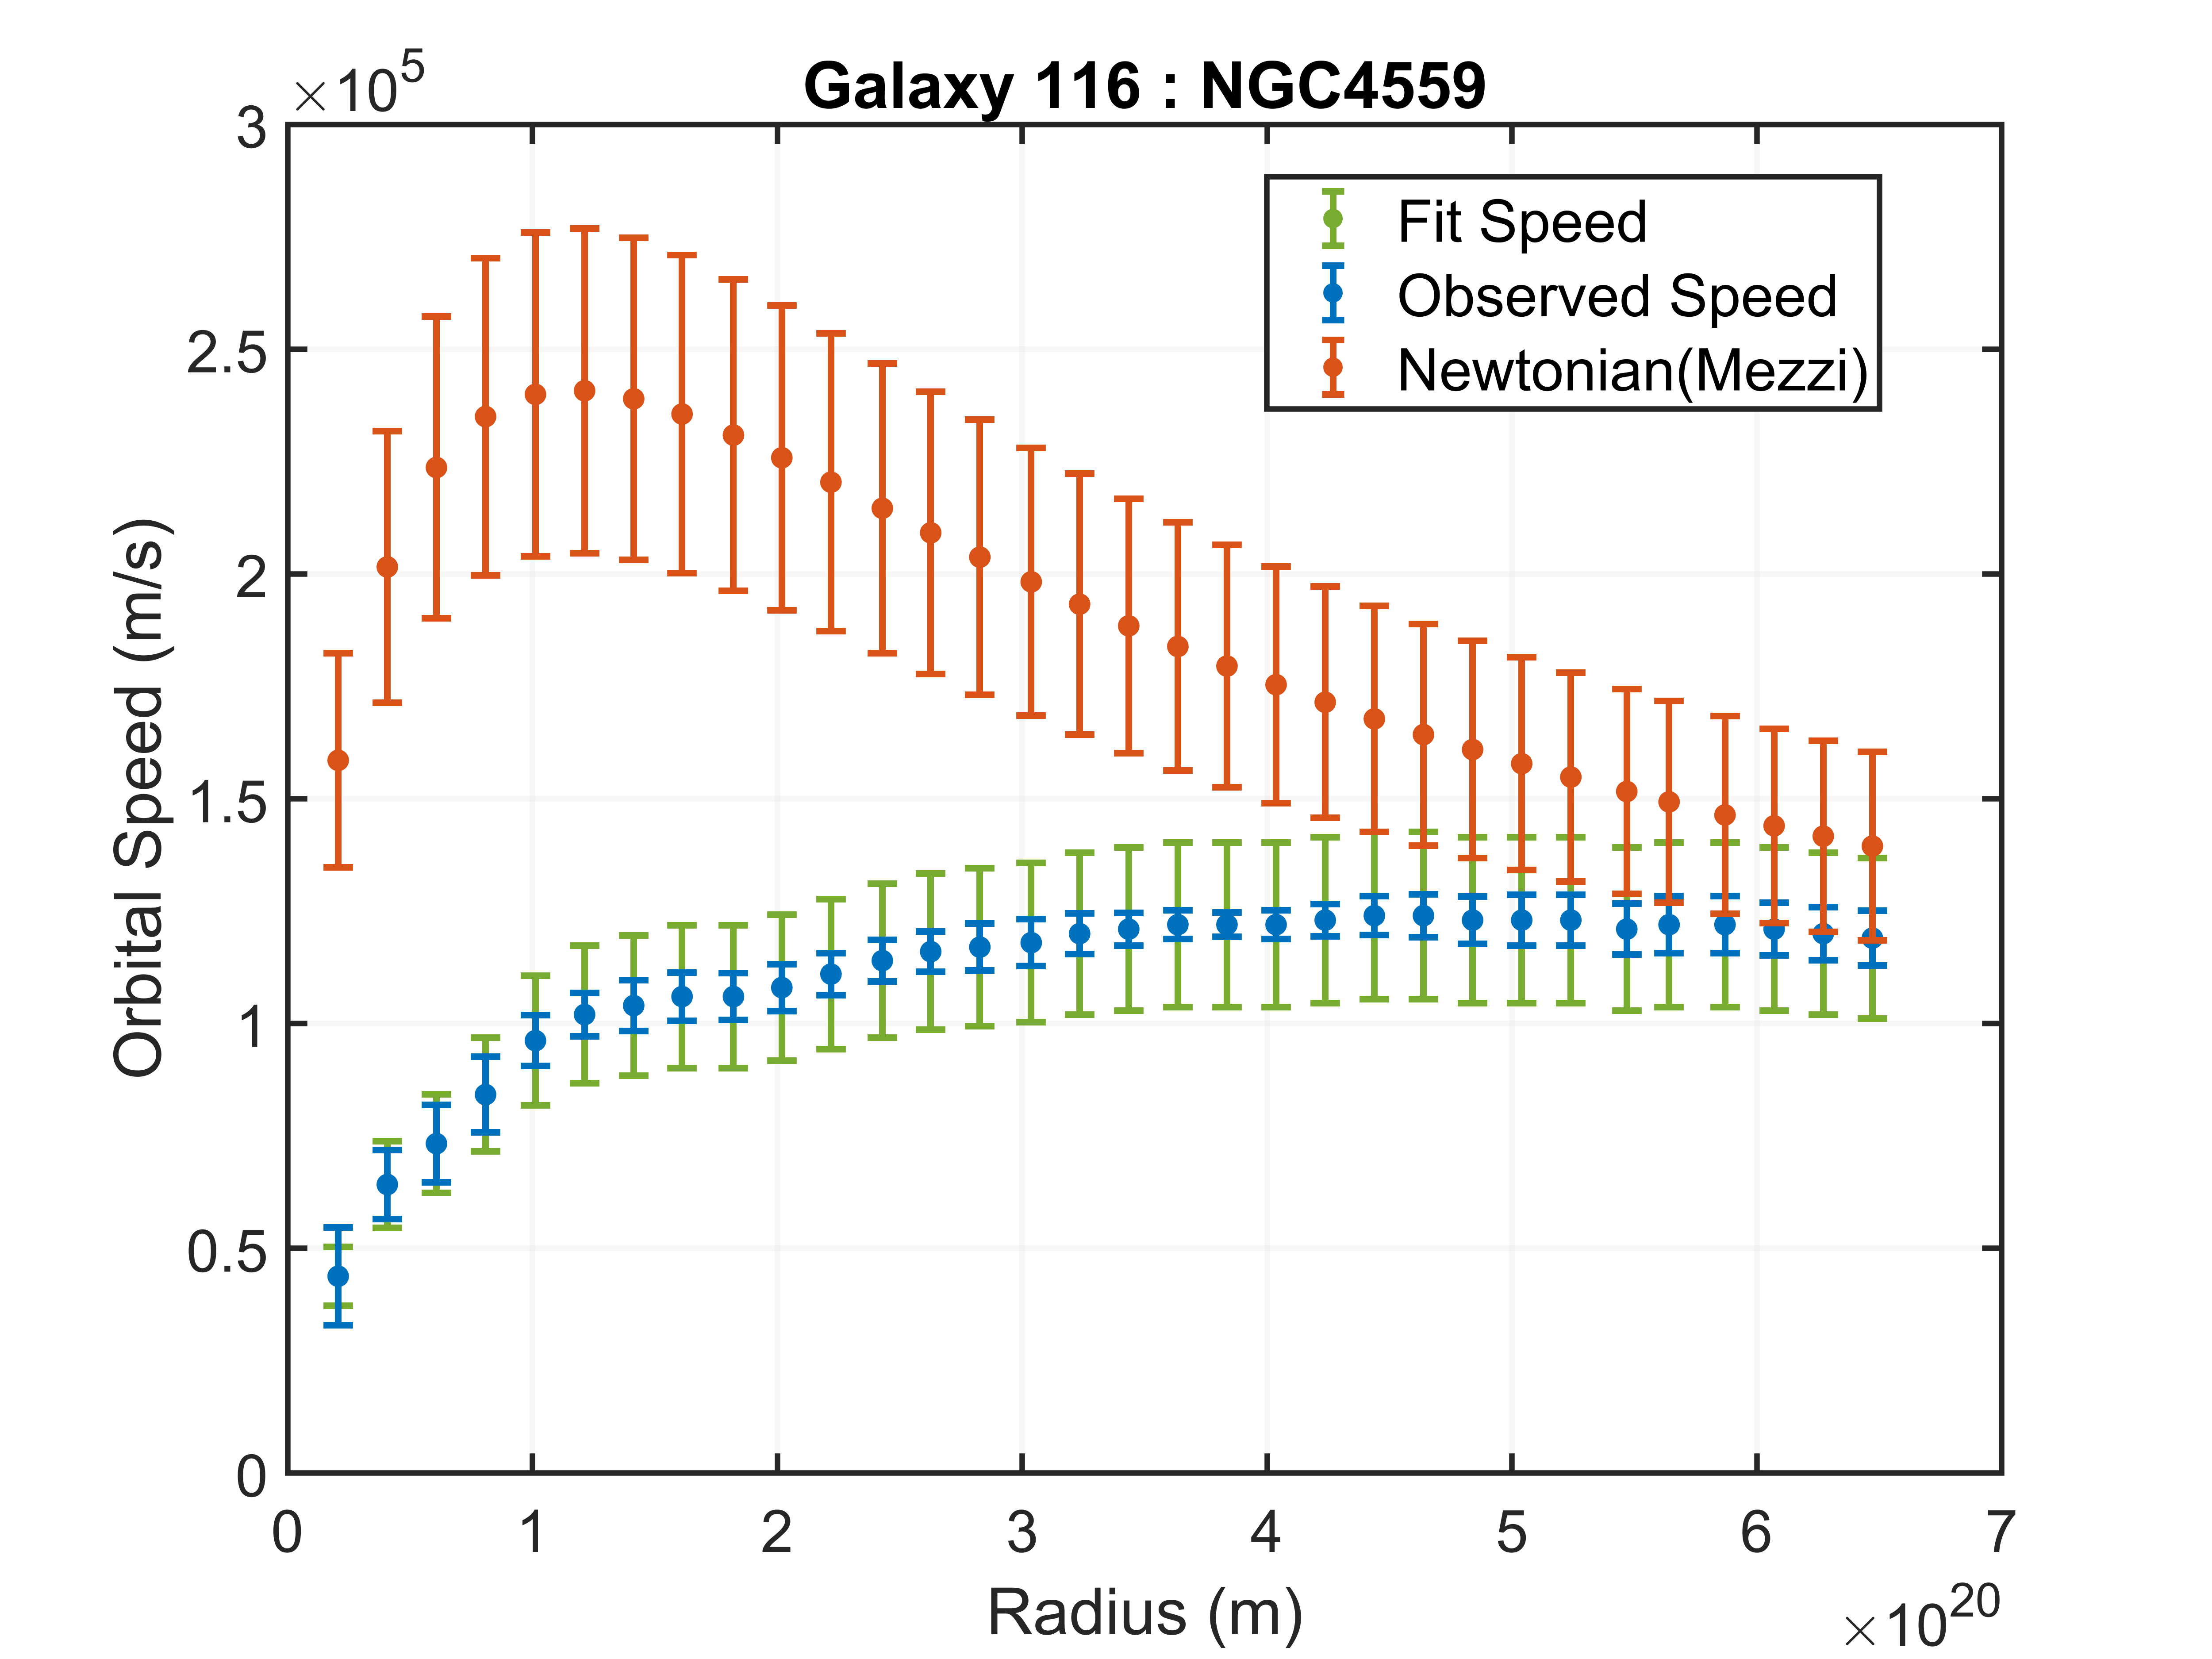 Galaxy 116 : NGC4559
×10⁵
3
2.5
2
1.5
1
0.5
0
Orbital Speed (m/s)
Fit Speed
Observed Speed
Newtonian(Mezzi)
0 1 2 3 4 5 6 7
Radius (m)
×10²⁰